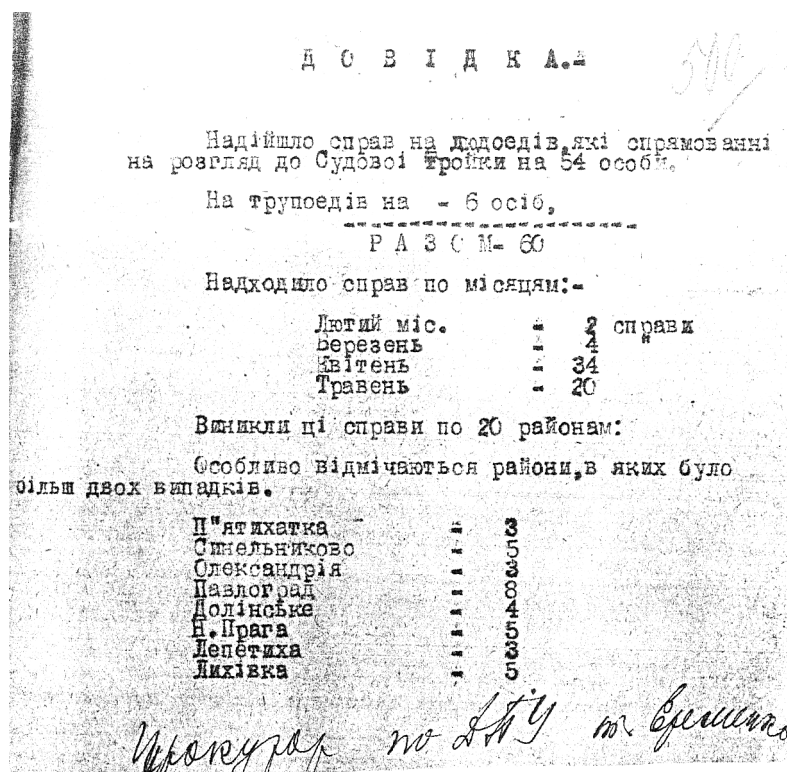 Д О В І Д К А.-
540
Надійшло справ на людоедів,які спрямованні
на розгляд до Судової тройки на 54 особи.
На трупоедів на - 6 осіб,
Р А З О М- 60
Надходило справ по місяцям:-
Лютий міс. - 2 справи
Березень - 4 "
Квітень - 34
Травень - 20
Виникли ці справи по 20 районам:
Особливо відмічаються райони,в яких було
більш двох випадків.
П"ятихатка - 3
Синельниково - 5
Олександрія - 3
Павлоград - 8
Долінське - 4
Н.Прага - 5
Лепетиха - 3
Лихівка - 5
Прокурор по ДПУ